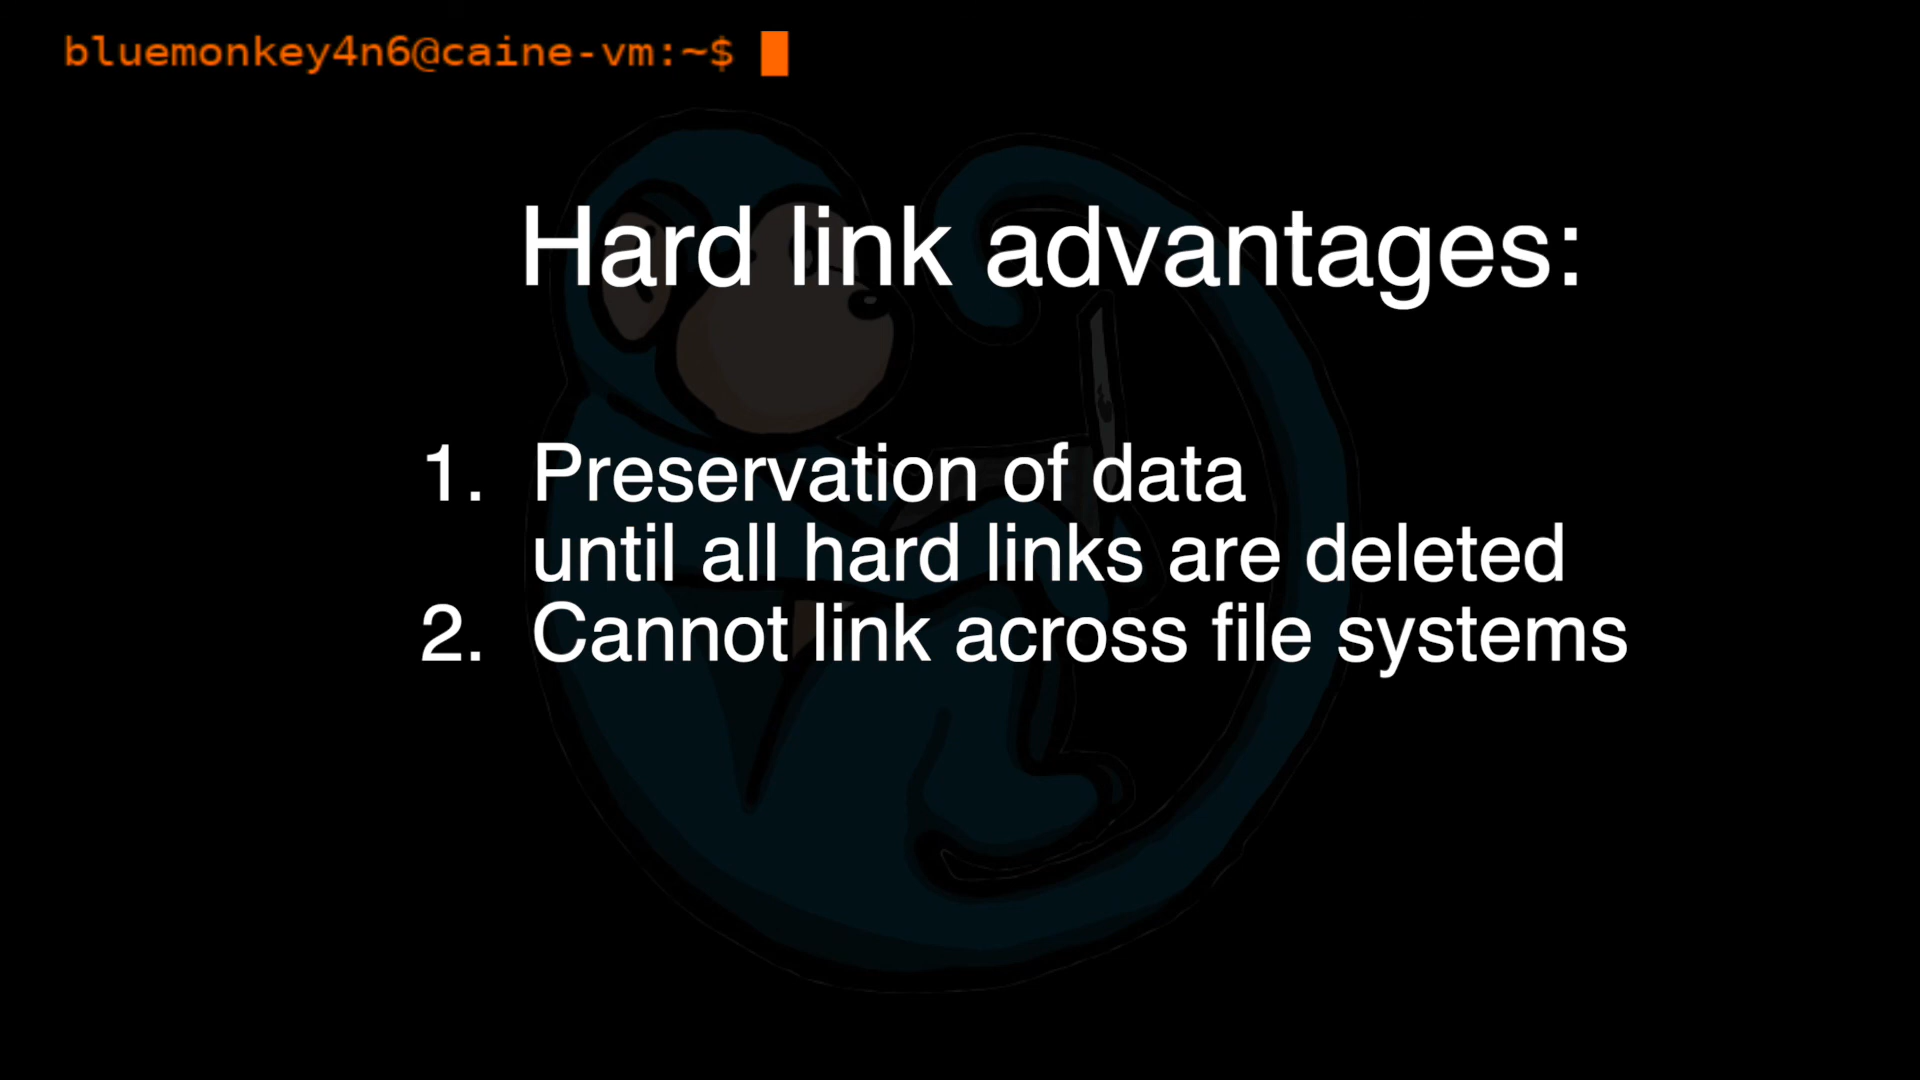 bluemonkey4n6@caine-vm:~$
Hard link advantages:
1. Preservation of data
until all hard links are deleted
2. Cannot link across file systems